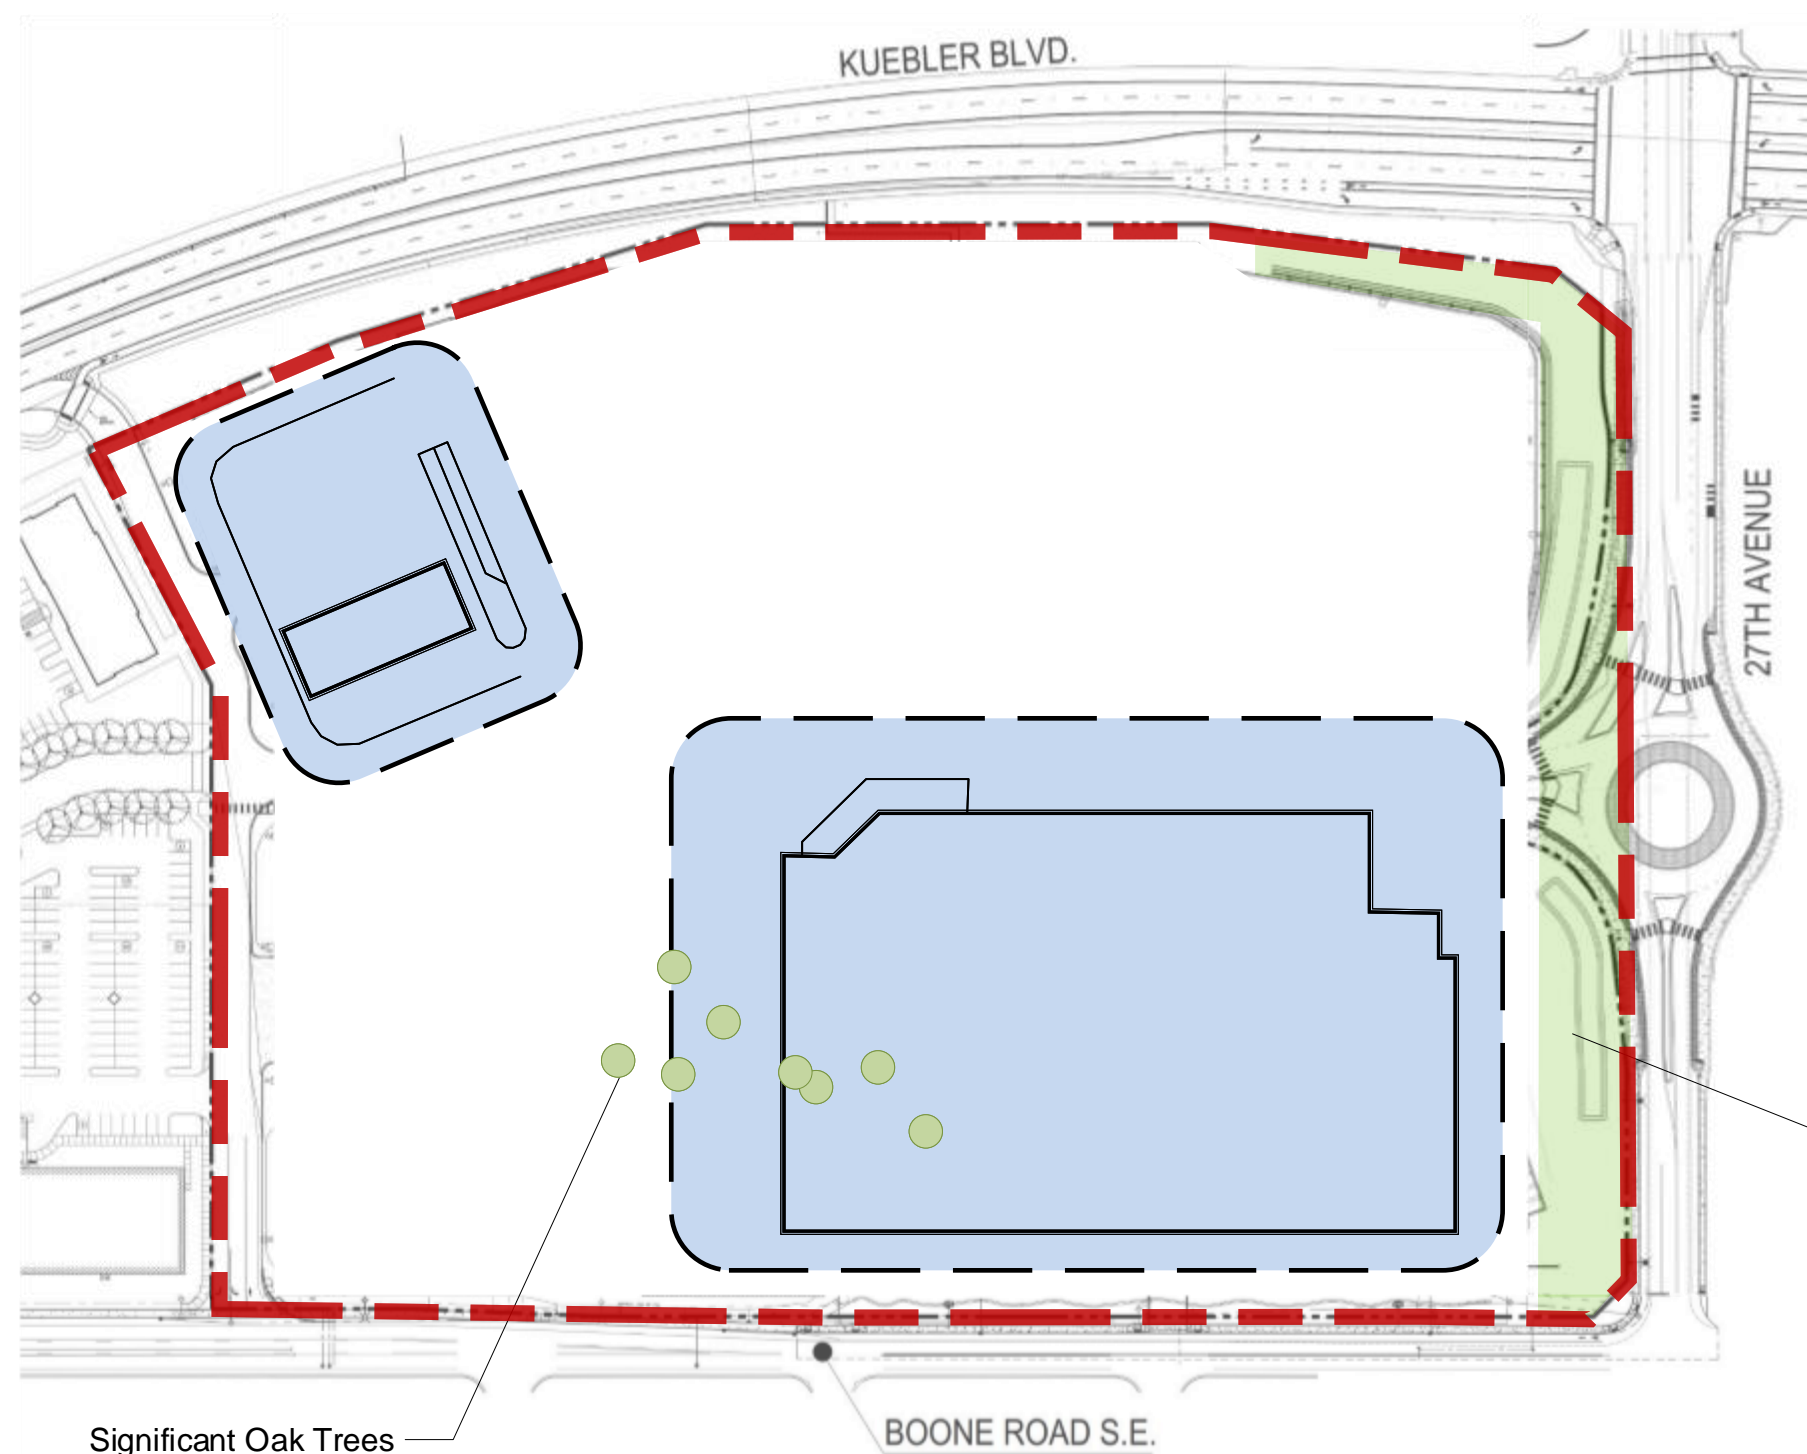 KUEBLER BLVD.
27TH AVENUE
Significant Oak Trees
BOONE ROAD S.E.